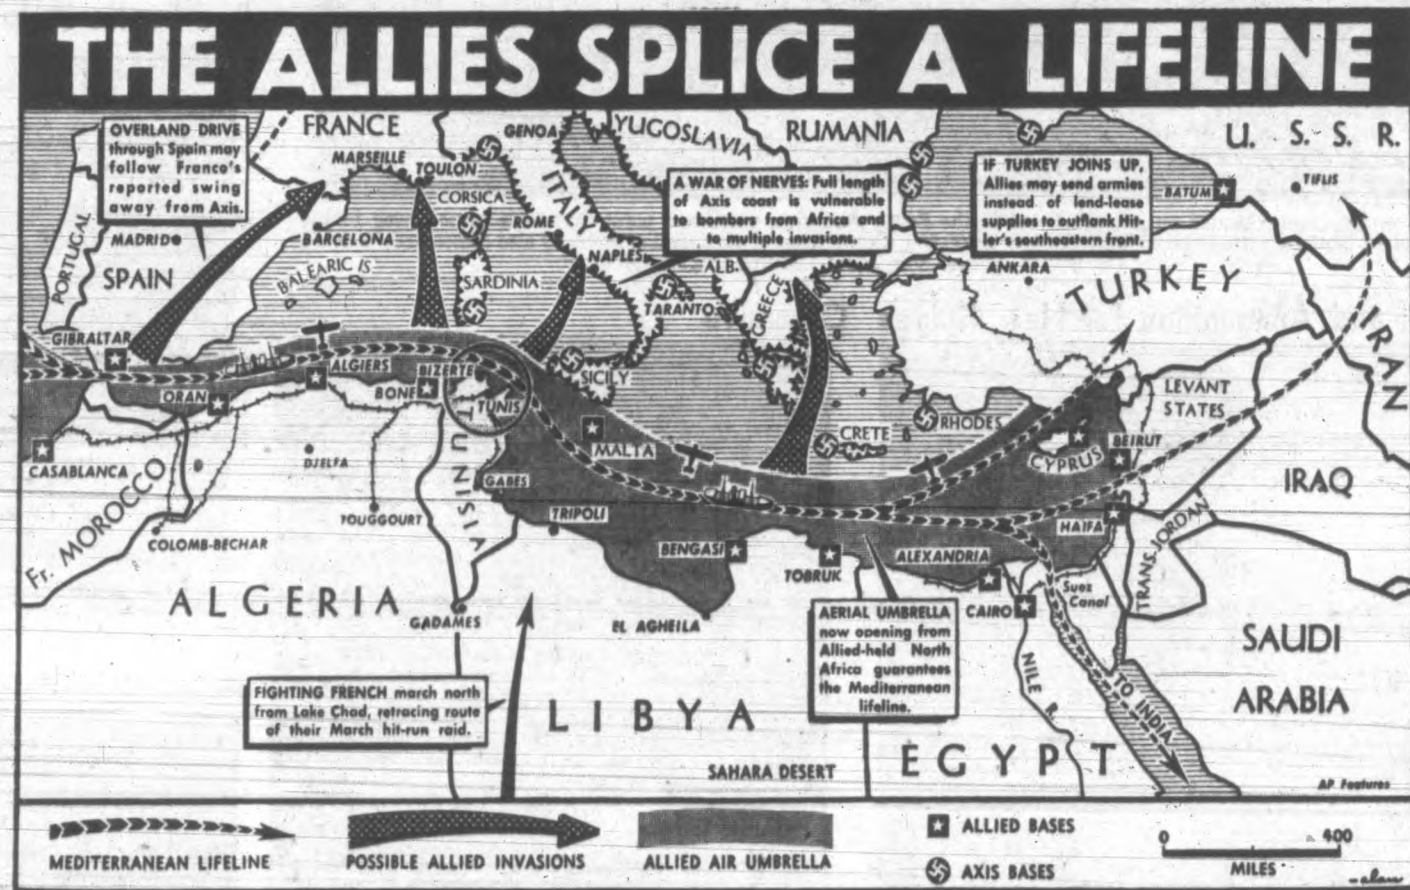 THE ALLIES SPLICE A LIFELINE
OVERLAND DRIVE
through Spain may
follow Franco's
reported swing
away from Axis.
FRANCE
MARSEILLE
TOULON
GENOA
YUGOSLAVIA
RUMANIA
U. S. S. R.
CORSICA
ITALY
ROME
A WAR OF NERVES: Full length
of Axis coast is vulnerable
to bombers from Africa and
to multiple invasions.
IF TURKEY JOINS UP,
Allies may send armies
instead of lend-lease
supplies to outflank Hit-
ler's southeastern front.
BATUM
TIFLIS
PORTUGAL
MADRID
SPAIN
BARCELONA
BALEARIC IS
SARDINIA
NAPLES
TARANTO
ALB.
GREECE
ANKARA
TURKEY
IRAN
GIBRALTAR
ORAN
ALGIERS
BONE
BIZERTE
TUNIS
SICILY
MALTA
CRETE
RHODES
CYPRUS
LEVANT
STATES
BEIRUT
IRAQ
CASABLANCA
Fr. MOROCCO
COLOMB-BECHAR
DJELFA
TOUGGOURT
TUNISIA
GABES
TRIPOLI
BENGASI
TOBRUK
ALEXANDRIA
HAIFA
TRANS-JORDAN
ALGERIA
GADAMES
EL AGHEILA
AERIAL UMBRELLA
now opening from
Allied-held North
Africa guarantees
the Mediterranean
lifeline.
CAIRO
Suez
Canal
NILE R.
SAUDI
ARABIA
FIGHTING FRENCH march north
from Lake Chad, retracing route
of their March hit-run raid.
LIBYA
SAHARA DESERT
EGYPT
TO INDIA
AP Features
MEDITERRANEAN LIFELINE
POSSIBLE ALLIED INVASIONS
ALLIED AIR UMBRELLA
ALLIED BASES
AXIS BASES
0 400
MILES
-alan